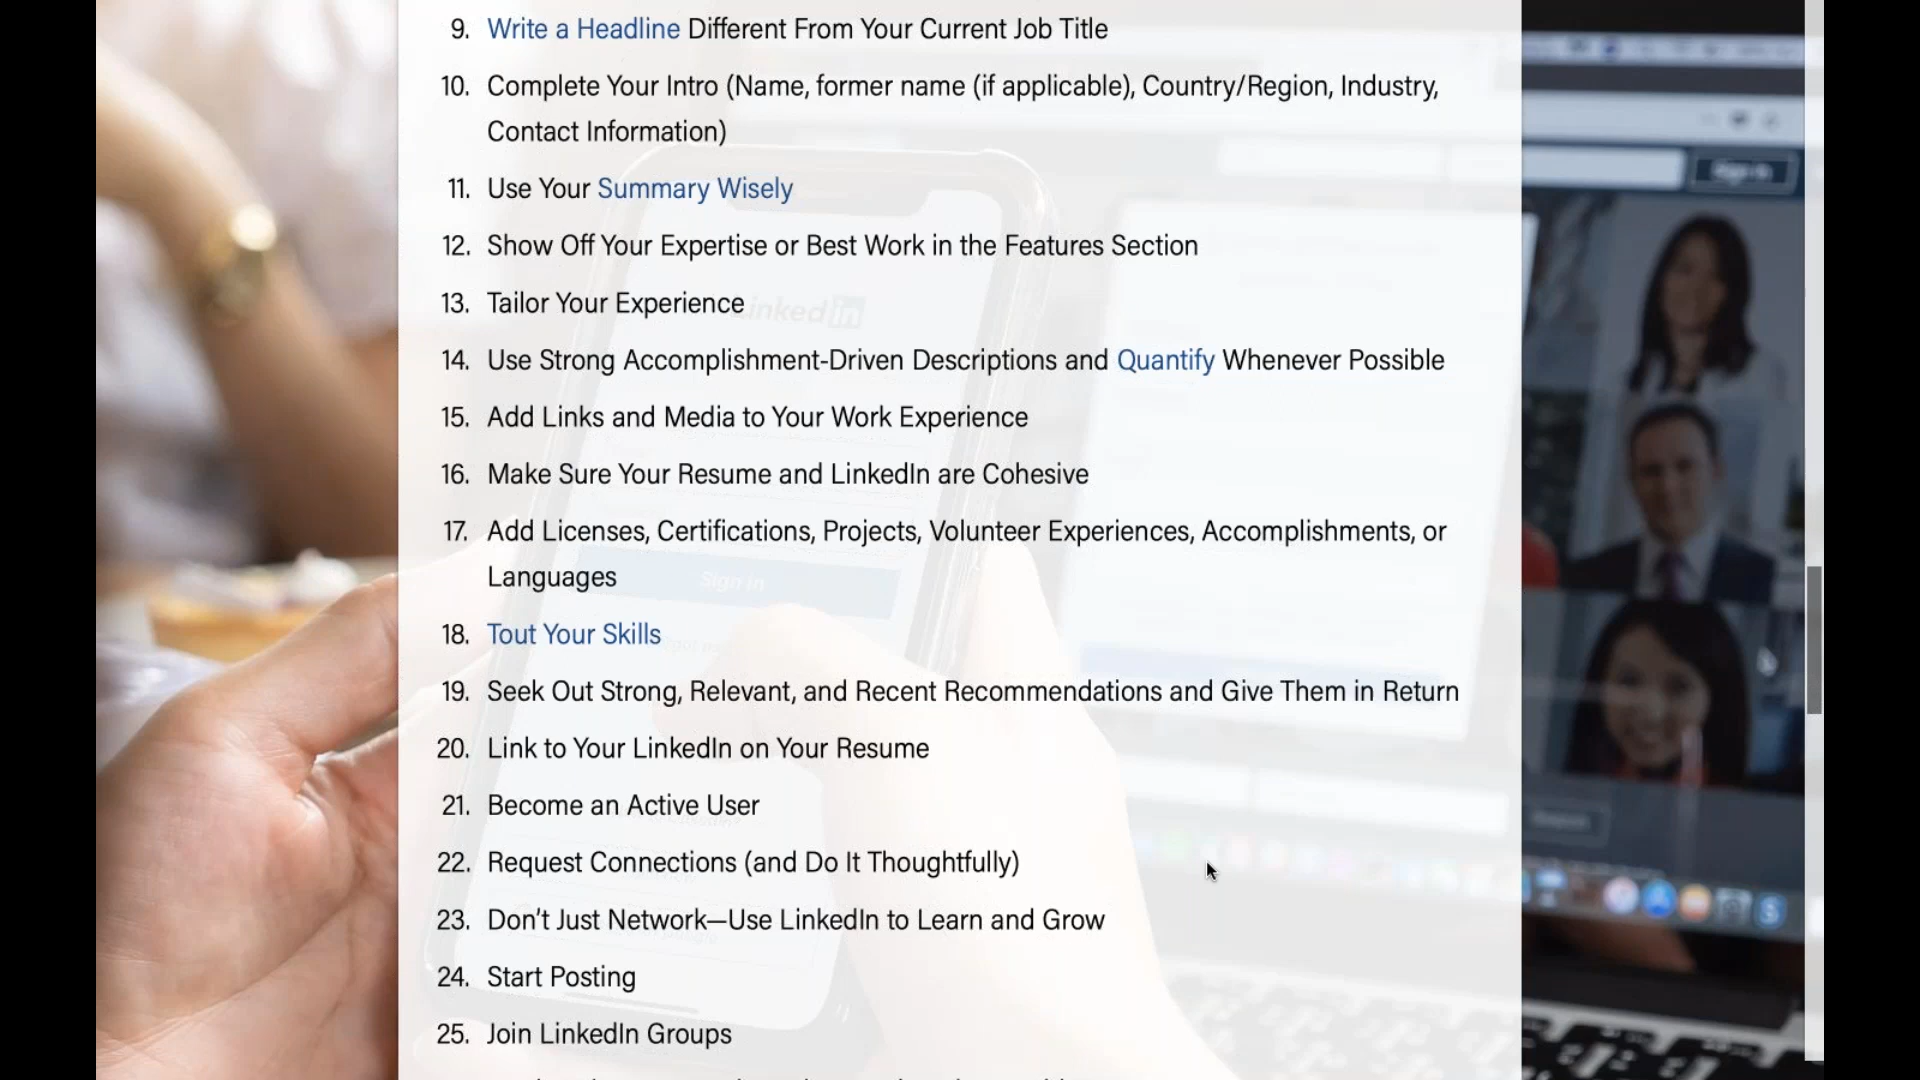 9. Write a Headline Different From Your Current Job Title
10. Complete Your Intro (Name, former name (if applicable), Country/Region, Industry,
Contact Information)
11. Use Your Summary Wisely
12. Show Off Your Expertise or Best Work in the Features Section
13. Tailor Your Experience
LinkedIn
14. Use Strong Accomplishment-Driven Descriptions and Quantify Whenever Possible
15. Add Links and Media to Your Work Experience
16. Make Sure Your Resume and LinkedIn are Cohesive
17. Add Licenses, Certifications, Projects, Volunteer Experiences, Accomplishments, or
Languages
Sign in
18. Tout Your Skills
19. Seek Out Strong, Relevant, and Recent Recommendations and Give Them in Return
20. Link to Your LinkedIn on Your Resume
21. Become an Active User
22. Request Connections (and Do It Thoughtfully)
23. Don't Just Network—Use LinkedIn to Learn and Grow
24. Start Posting
25. Join LinkedIn Groups